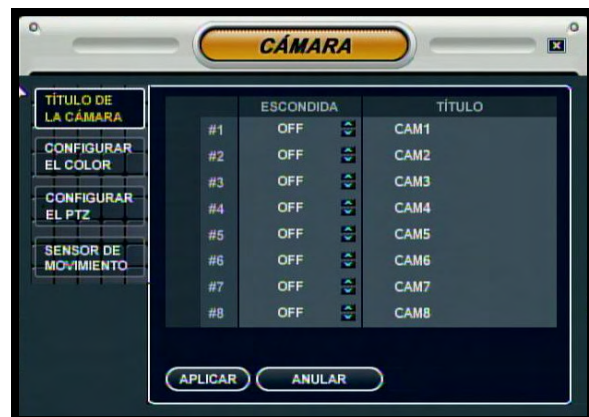 CÁMARA
TÍTULO DE
LA CÁMARA
CONFIGURAR
EL COLOR
CONFIGURAR
EL PTZ
SENSOR DE
MOVIMIENTO
ESCONDIDA TÍTULO
#1 OFF CAM1
#2 OFF CAM2
#3 OFF CAM3
#4 OFF CAM4
#5 OFF CAM5
#6 OFF CAM6
#7 OFF CAM7
#8 OFF CAM8
APLICAR ANULAR